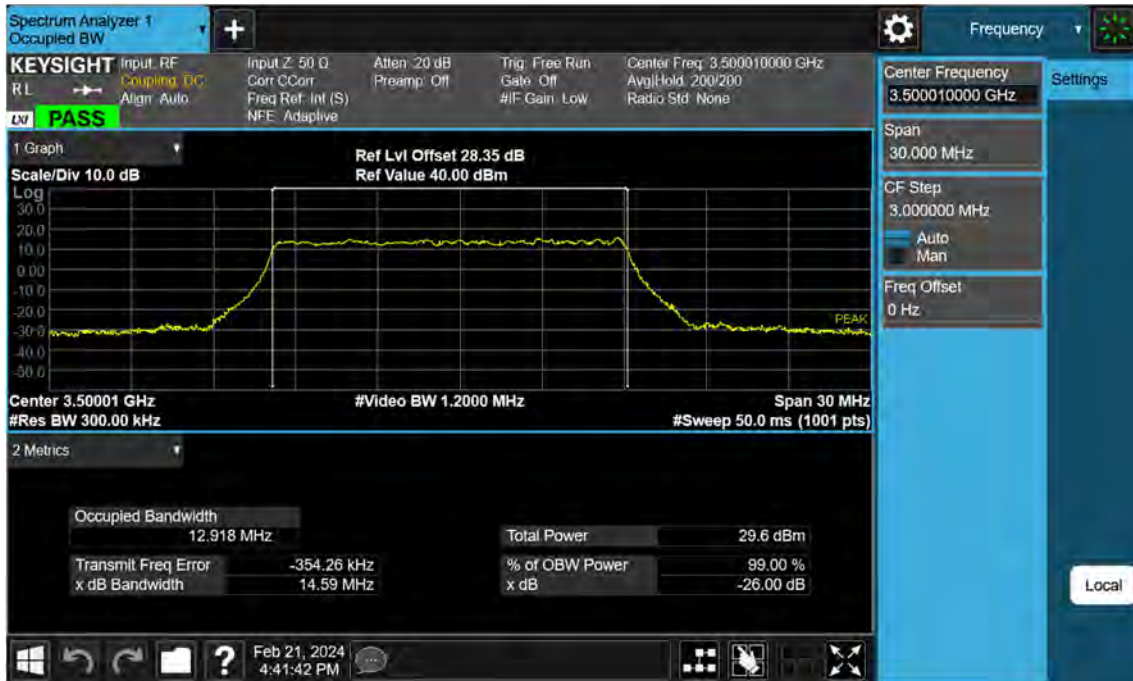 Spectrum Analyzer 1
Occupied BW
+
Frequency
KEYSIGHT Input: RF Input Z: 50 Ω Atten: 20 dB Trig: Free Run Center Freq: 3.500010000 GHz
RL Coupling: DC Corr CCorr Preamp: Off Gate: Off Avg|Hold: 200/200
Align: Auto Freq Ref: Int (S) #IF Gain: Low Radio Std: None
LXI PASS NFE: Adaptive
Center Frequency
3.500010000 GHz
Settings
Span
30.000 MHz
CF Step
3.000000 MHz
Auto
Man
Freq Offset
0 Hz
1 Graph
Ref Lvl Offset 28.35 dB
Scale/Div 10.0 dB Ref Value 40.00 dBm
Log
30.0
20.0
10.0
0.00
-10.0
-20.0
-30.0
-40.0
-50.0
PEAK
Center 3.50001 GHz #Video BW 1.2000 MHz Span 30 MHz
#Res BW 300.00 kHz #Sweep 50.0 ms (1001 pts)
2 Metrics
Occupied Bandwidth
12.918 MHz
Total Power 29.6 dBm
Transmit Freq Error -354.26 kHz % of OBW Power 99.00 %
x dB Bandwidth 14.59 MHz x dB -26.00 dB
Local
?
Feb 21, 2024
4:41:42 PM